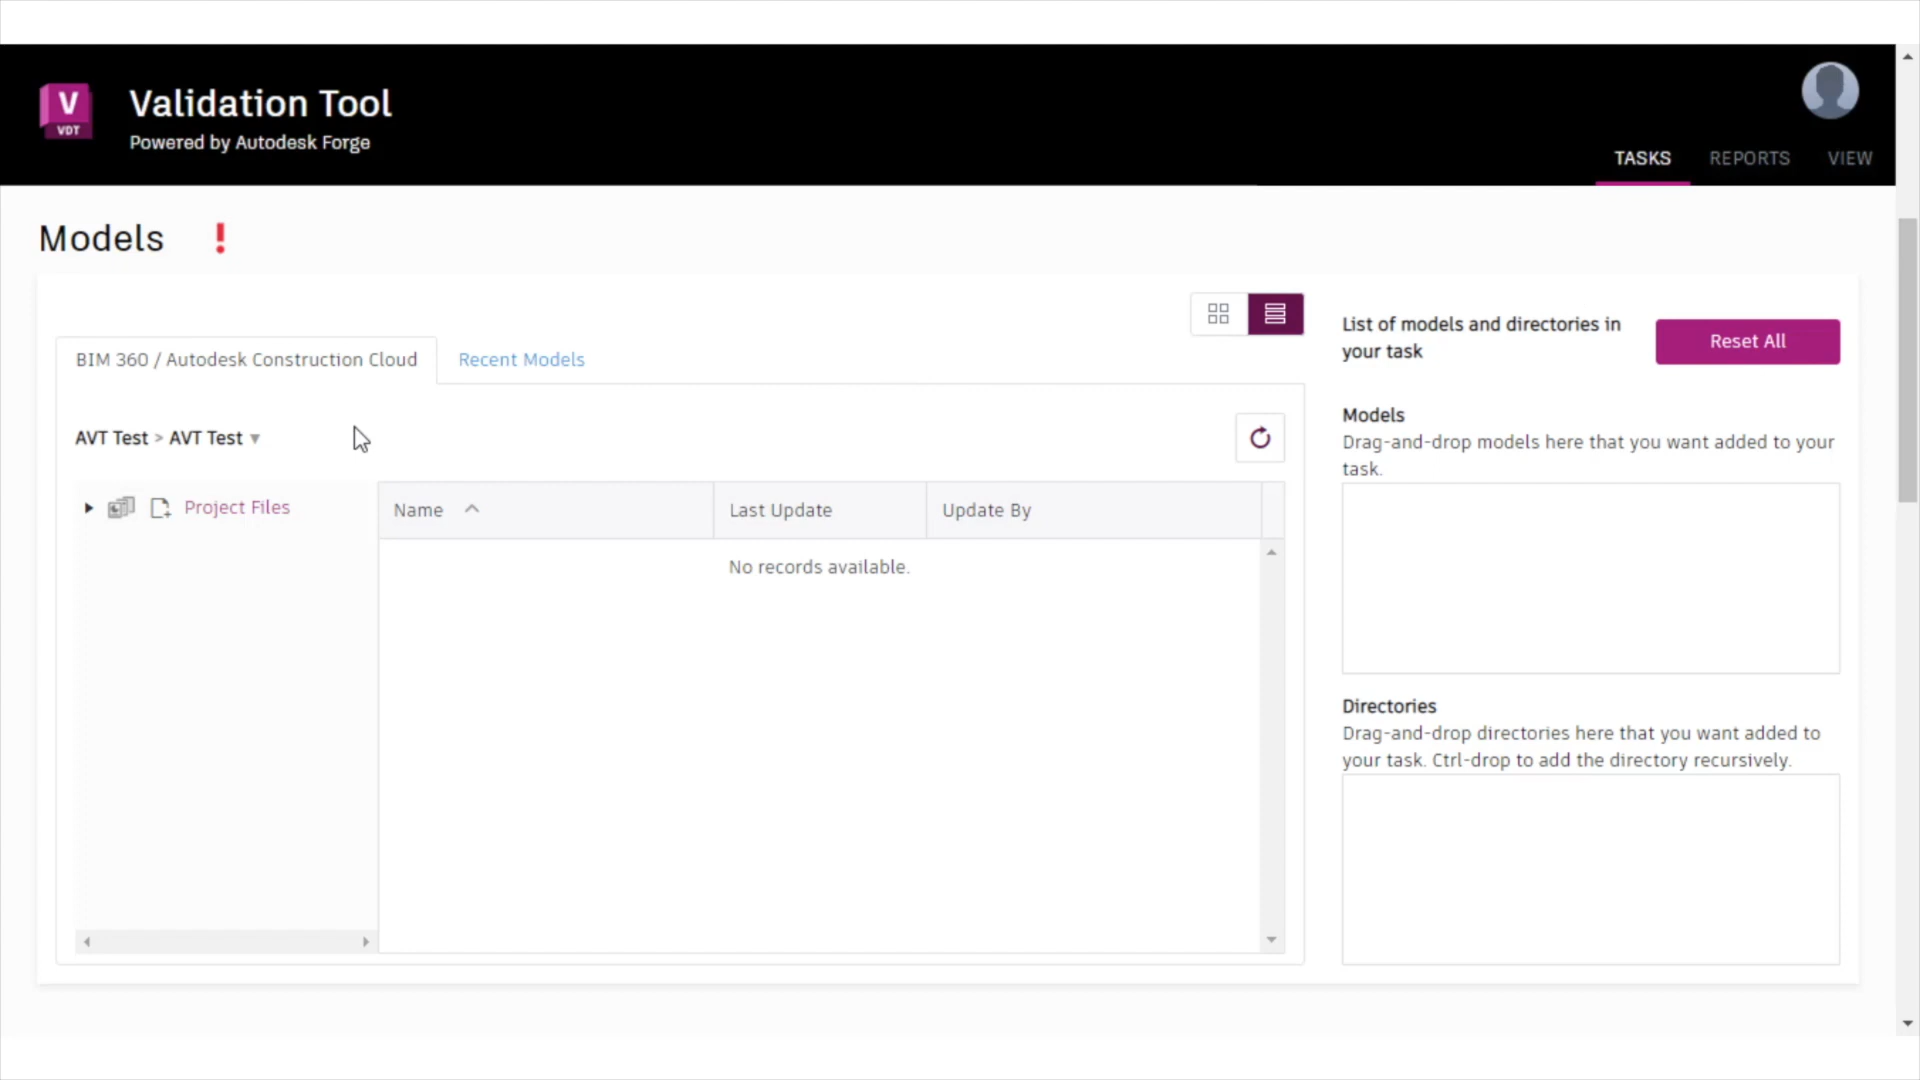 V
VDT
Validation Tool
Powered by Autodesk Forge
TASKS REPORTS VIEW
Models !
BIM 360 / Autodesk Construction Cloud Recent Models
AVT Test > AVT Test
Project Files
Name Last Update Update By
No records available.
List of models and directories in
your task
Reset All
Models
Drag-and-drop models here that you want added to your
task.
Directories
Drag-and-drop directories here that you want added to
your task. Ctrl-drop to add the directory recursively.